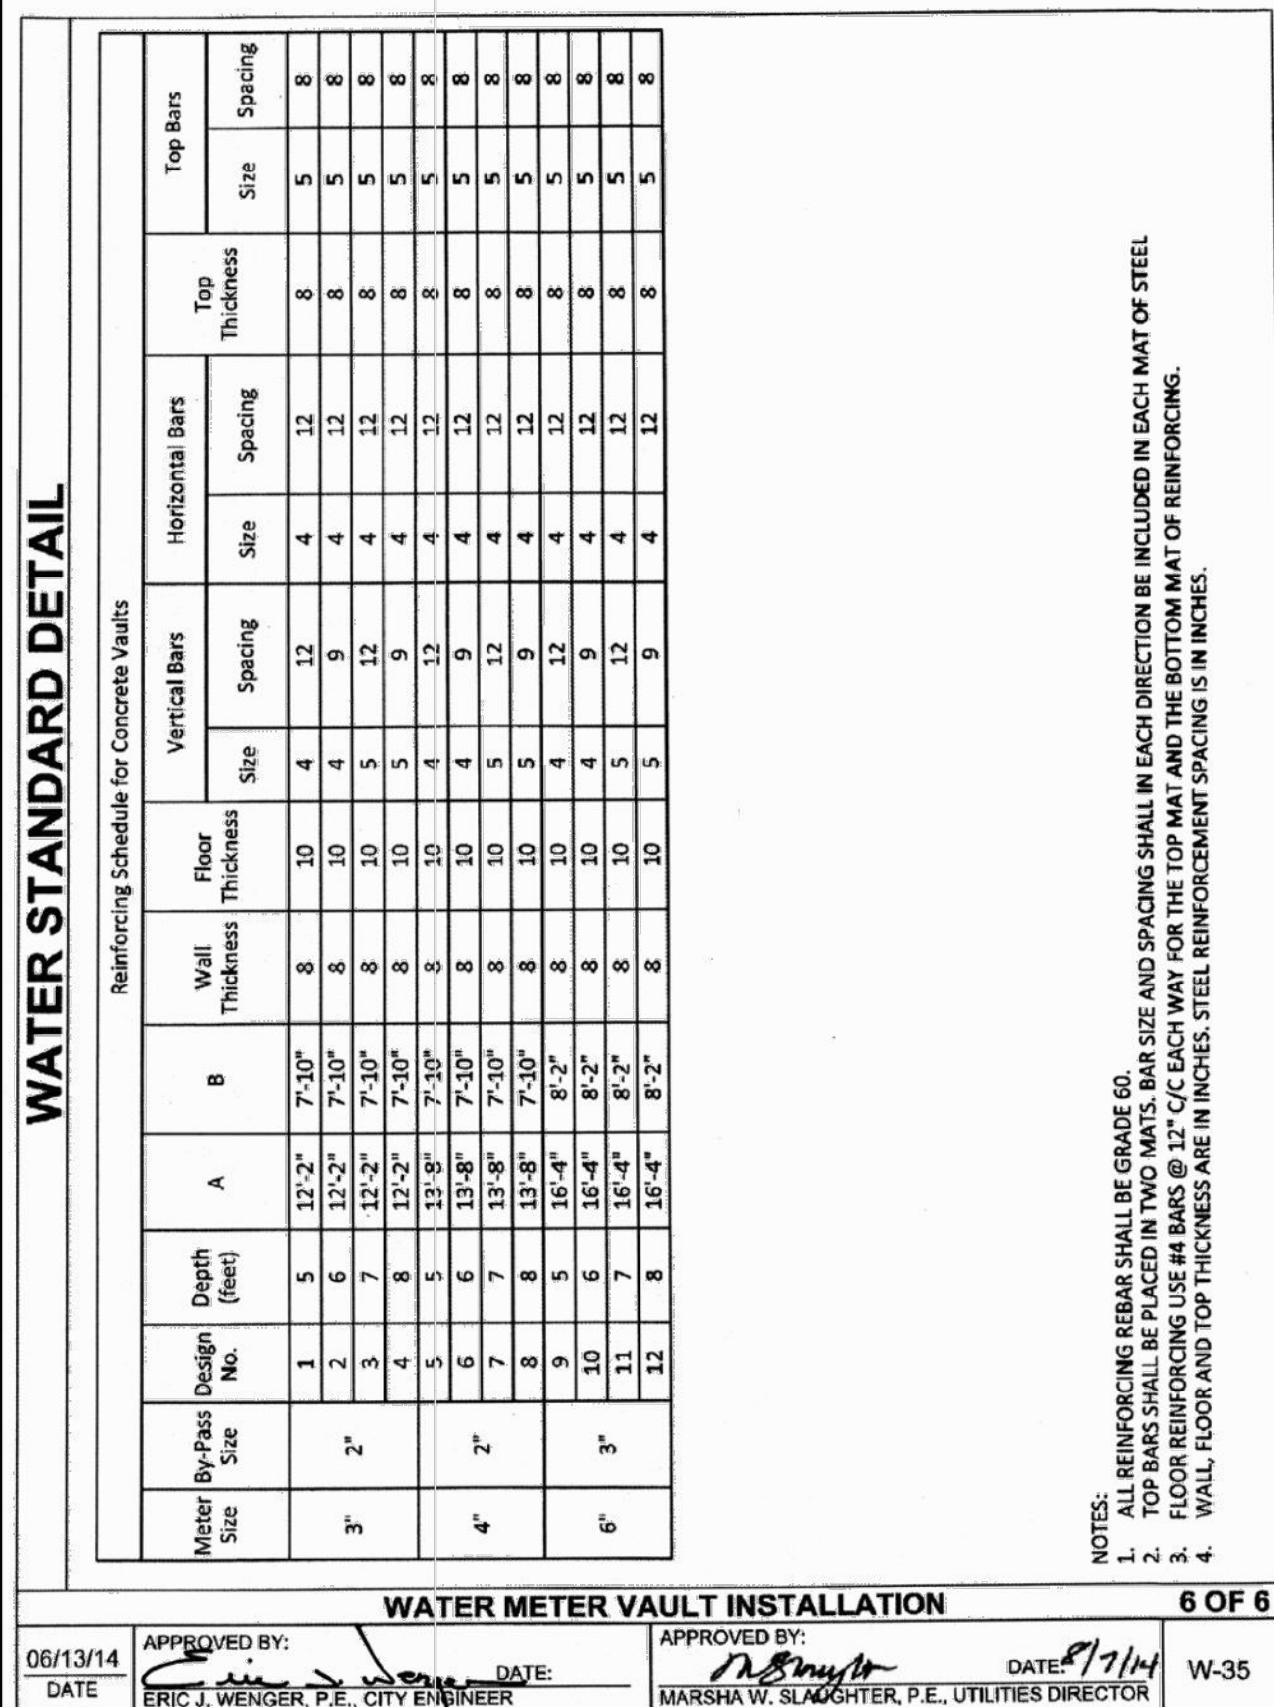 WATER STANDARD DETAIL
Reinforcing Schedule for Concrete Vaults
Meter Size By-Pass Size Design No. Depth (feet) A B Wall Thickness Floor Thickness Vertical Bars Horizontal Bars Top Thickness Top Bars
Size Spacing Size Spacing Size Spacing
3" 2" 1 5 12'-2" 7'-10" 8 10 4 12 4 12 8 5 8
2 6 12'-2" 7'-10" 8 10 4 9 4 12 8 5 8
3 7 12'-2" 7'-10" 8 10 5 12 4 12 8 5 8
4 8 12'-2" 7'-10" 8 10 5 9 4 12 8 5 8
4" 2" 5 5 13'-8" 7'-10" 8 10 4 12 4 12 8 5 8
6 6 13'-8" 7'-10" 8 10 4 9 4 12 8 5 8
7 7 13'-8" 7'-10" 8 10 5 12 4 12 8 5 8
8 8 13'-8" 7'-10" 8 10 5 9 4 12 8 5 8
6" 3" 9 5 16'-4" 8'-2" 8 10 4 12 4 12 8 5 8
10 6 16'-4" 8'-2" 8 10 4 9 4 12 8 5 8
11 7 16'-4" 8'-2" 8 10 5 12 4 12 8 5 8
12 8 16'-4" 8'-2" 8 10 5 9 4 12 8 5 8
NOTES:
1. ALL REINFORCING REBAR SHALL BE GRADE 60.
2. TOP BARS SHALL BE PLACED IN TWO MATS. BAR SIZE AND SPACING SHALL IN EACH DIRECTION BE INCLUDED IN EACH MAT OF STEEL
3. FLOOR REINFORCING USE #4 BARS @ 12" C/C EACH WAY FOR THE TOP MAT AND THE BOTTOM MAT OF REINFORCING.
4. WALL, FLOOR AND TOP THICKNESS ARE IN INCHES. STEEL REINFORCEMENT SPACING IS IN INCHES.
WATER METER VAULT INSTALLATION 6 OF 6
06/13/14
DATE
APPROVED BY:
DATE:
ERIC J. WENGER, P.E., CITY ENGINEER
APPROVED BY:
DATE: 8/7/14
MARSHA W. SLAUGHTER, P.E., UTILITIES DIRECTOR
W-35